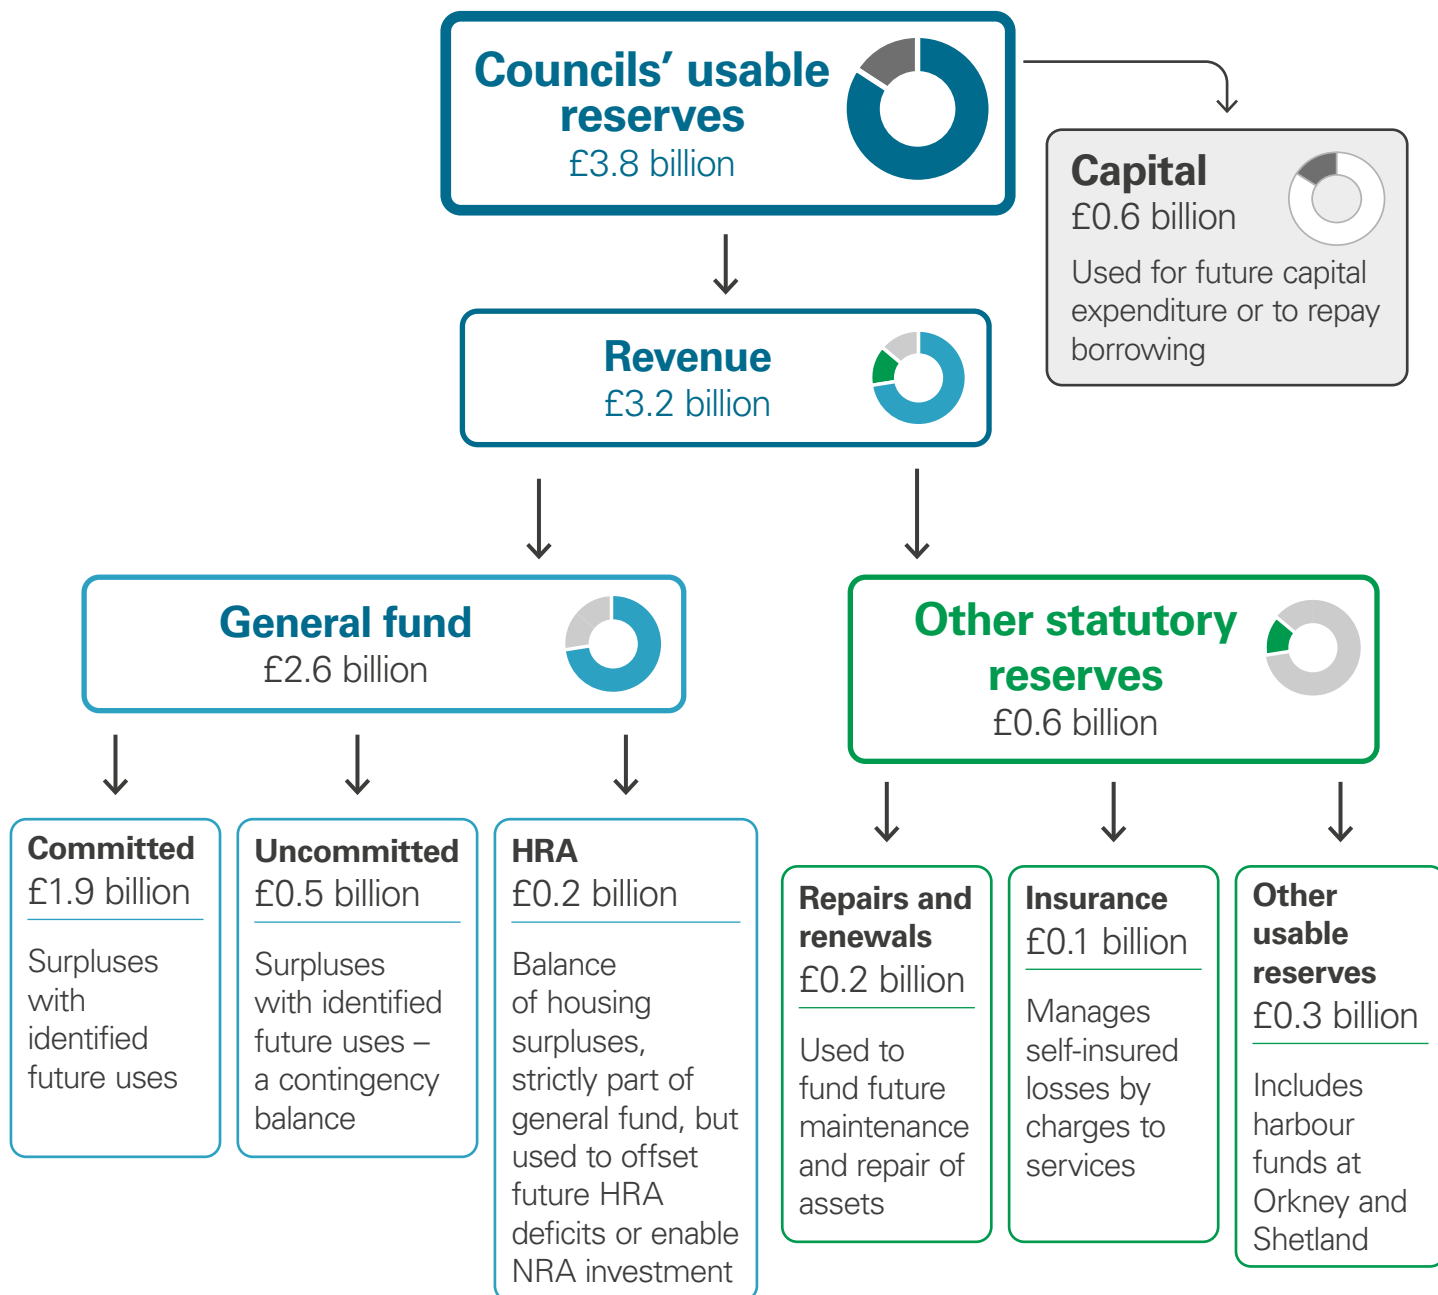 Councils’ usable
reserves
£3.8 billion
Capital
£0.6 billion
Used for future capital
expenditure or to repay
borrowing
Revenue
£3.2 billion
General fund
£2.6 billion
Other statutory
reserves
£0.6 billion
Committed
£1.9 billion
Surpluses
with
identified
future uses
Uncommitted
£0.5 billion
Surpluses
with identified
future uses –
a contingency
balance
HRA
£0.2 billion
Balance
of housing
surpluses,
strictly part of
general fund, but
used to offset
future HRA
deficits or enable
NRA investment
Repairs and
renewals
£0.2 billion
Used to
fund future
maintenance
and repair of
assets
Insurance
£0.1 billion
Manages
self-insured
losses by
charges to
services
Other
usable
reserves
£0.3 billion
Includes
harbour
funds at
Orkney and
Shetland